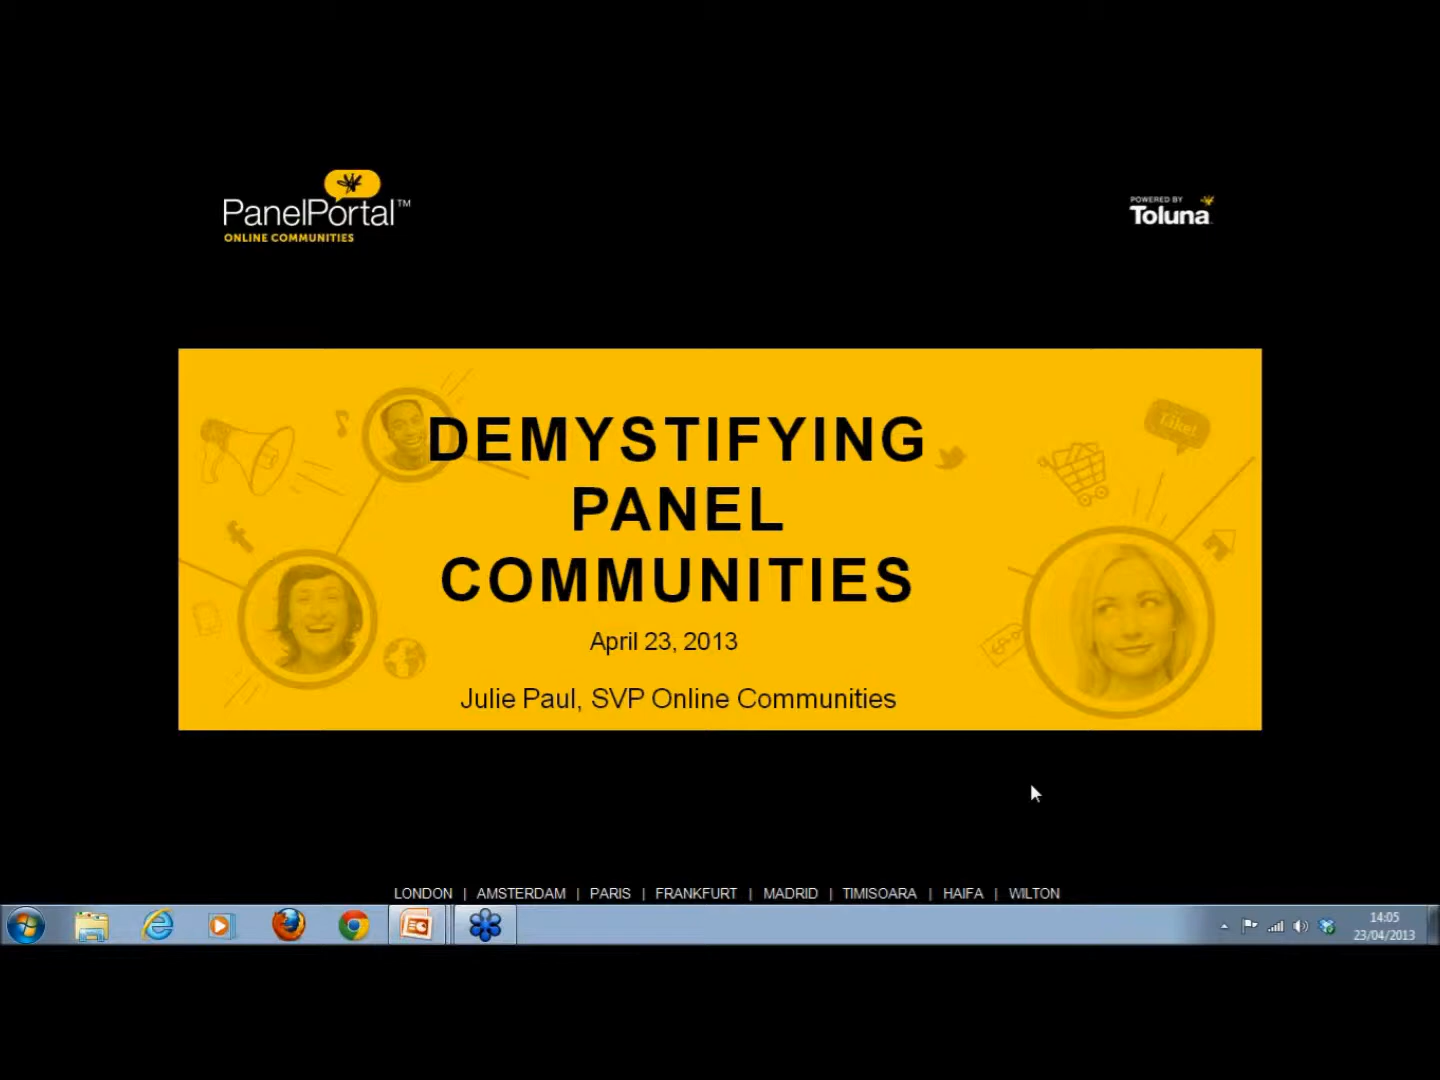 PanelPortal™
ONLINE COMMUNITIES
POWERED BY
Toluna
Like!
DEMYSTIFYING
PANEL
COMMUNITIES
April 23, 2013
Julie Paul, SVP Online Communities
LONDON | AMSTERDAM | PARIS | FRANKFURT | MADRID | TIMISOARA | HAIFA | WILTON
14:05
23/04/2013